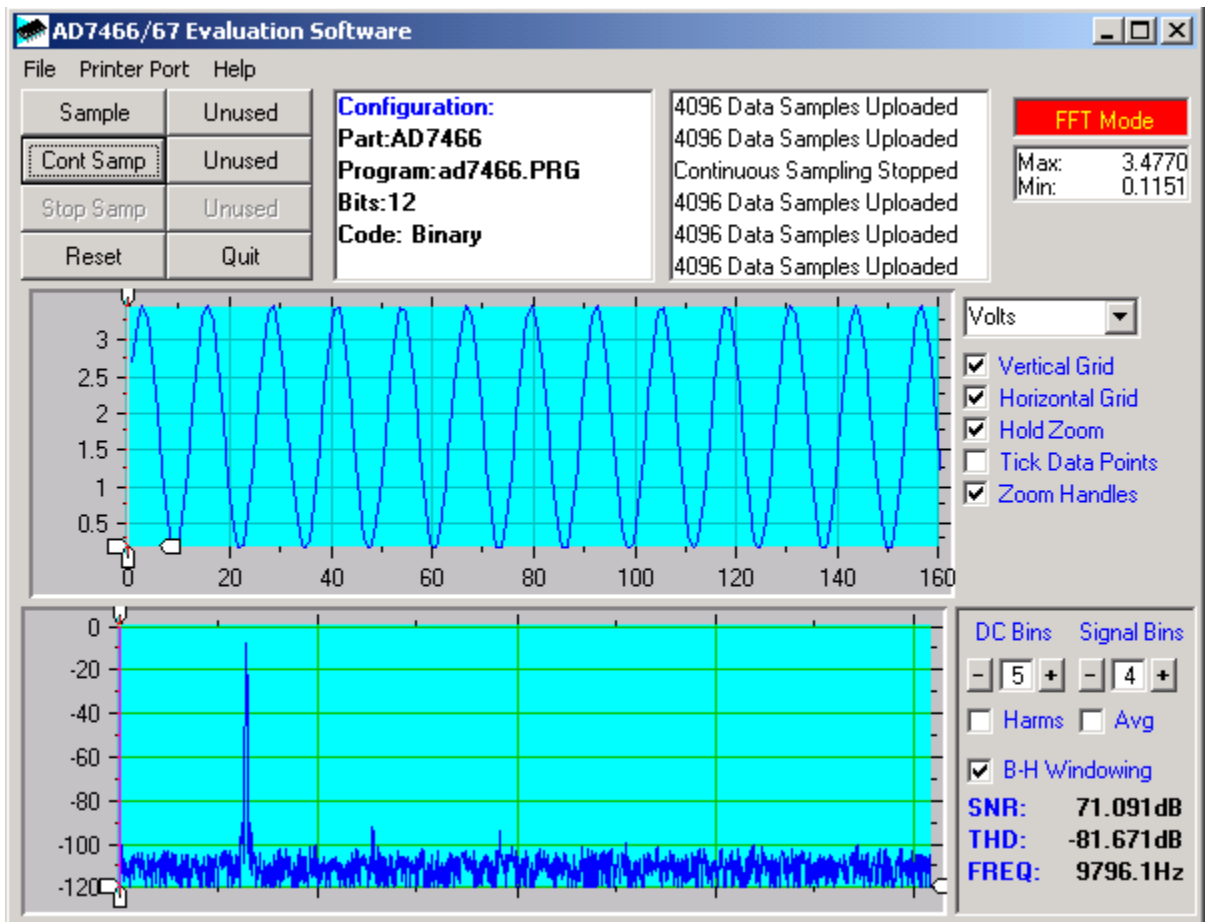 AD7466/67 Evaluation Software
File Printer Port Help
Sample Unused
Cont Samp Unused
Stop Samp Unused
Reset Quit
Configuration:
Part:AD7466
Program:ad7466.PRG
Bits:12
Code: Binary
4096 Data Samples Uploaded
4096 Data Samples Uploaded
Continuous Sampling Stopped
4096 Data Samples Uploaded
4096 Data Samples Uploaded
4096 Data Samples Uploaded
FFT Mode
Max: 3.4770
Min: 0.1151
3
2.5
2
1.5
1
0.5
0 20 40 60 80 100 120 140 160
Volts
Vertical Grid
Horizontal Grid
Hold Zoom
Tick Data Points
Zoom Handles
0
-20
-40
-60
-80
-100
-120
DC Bins Signal Bins
- 5 + - 4 +
Harms Avg
B-H Windowing
SNR: 71.091dB
THD: -81.671dB
FREQ: 9796.1Hz